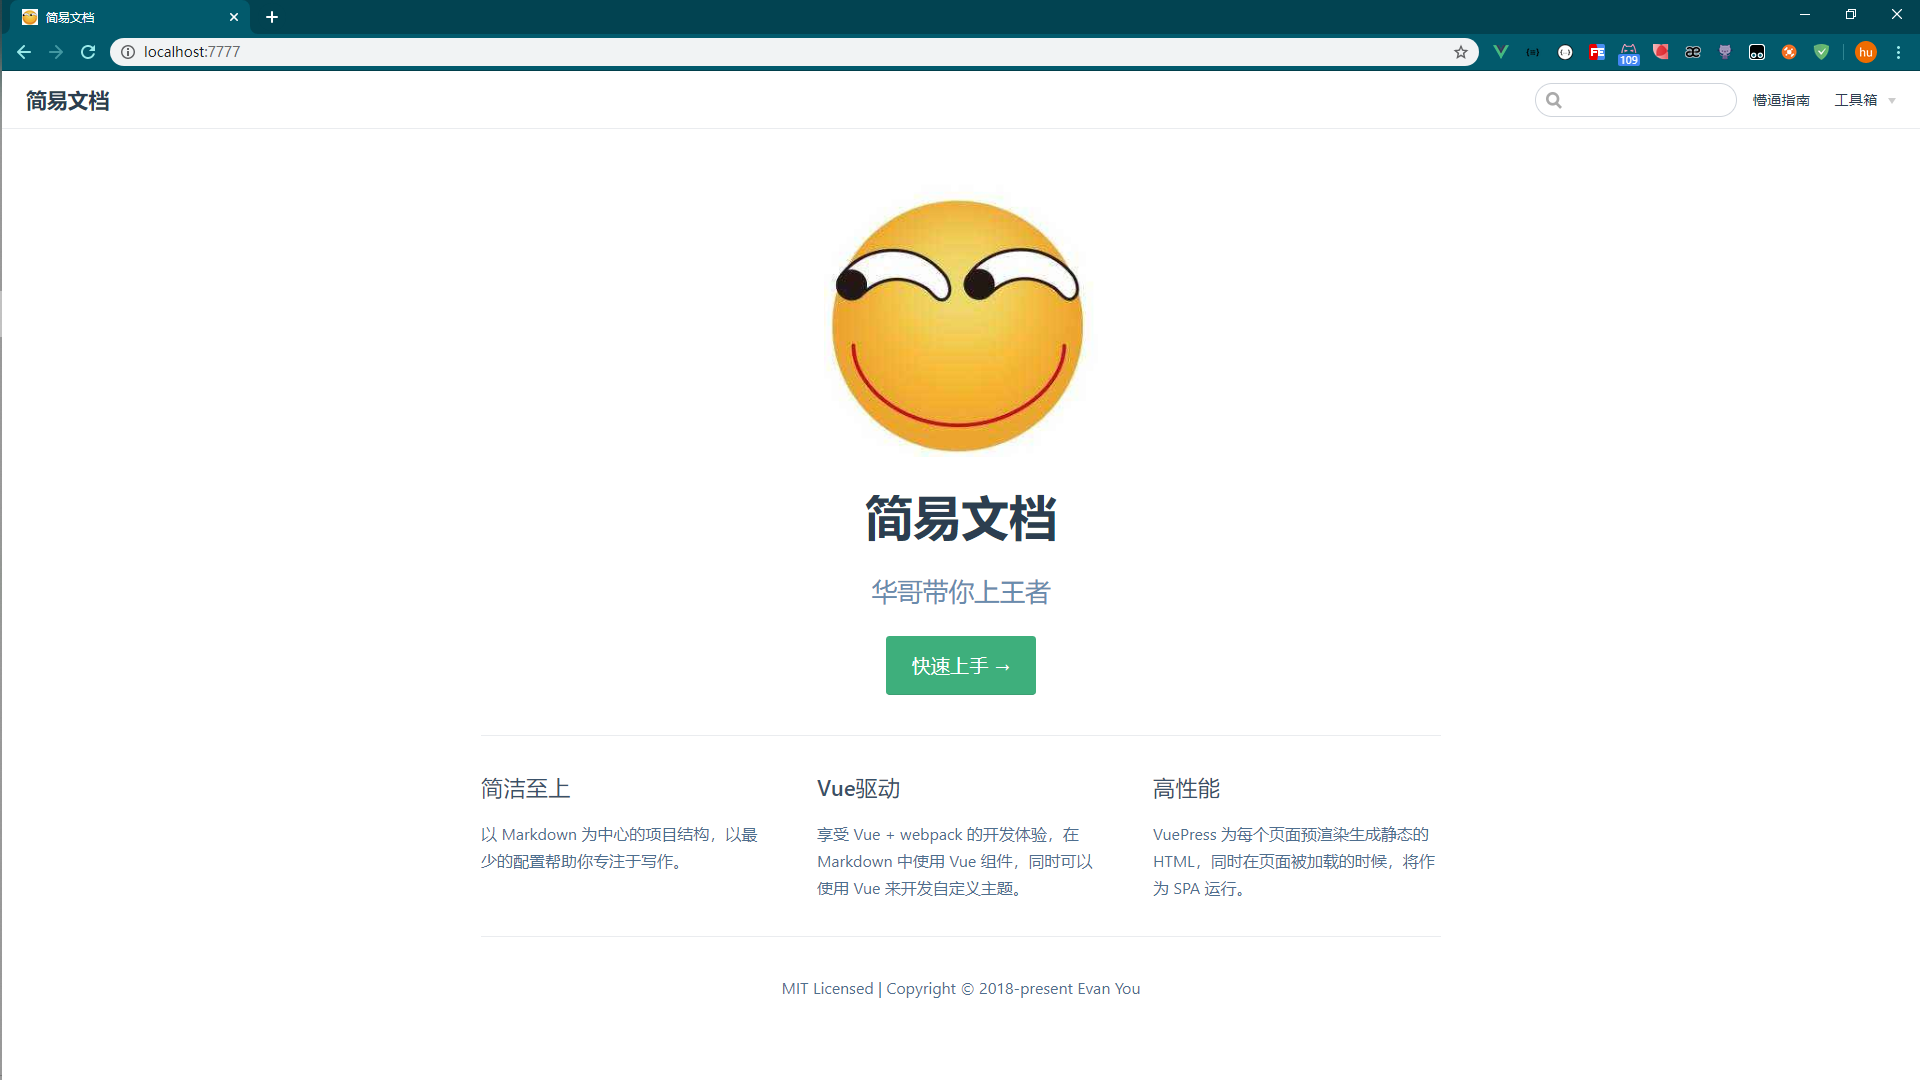 简易文档
localhost:7777
FE
109
æ
hu
简易文档
懵逼指南
工具箱
简易文档
华哥带你上王者
快速上手 →
简洁至上
以 Markdown 为中心的项目结构，以最
少的配置帮助你专注于写作。
Vue驱动
享受 Vue + webpack 的开发体验，在
Markdown 中使用 Vue 组件，同时可以
使用 Vue 来开发自定义主题。
高性能
VuePress 为每个页面预渲染生成静态的
HTML，同时在页面被加载的时候，将作
为 SPA 运行。
MIT Licensed | Copyright © 2018-present Evan You